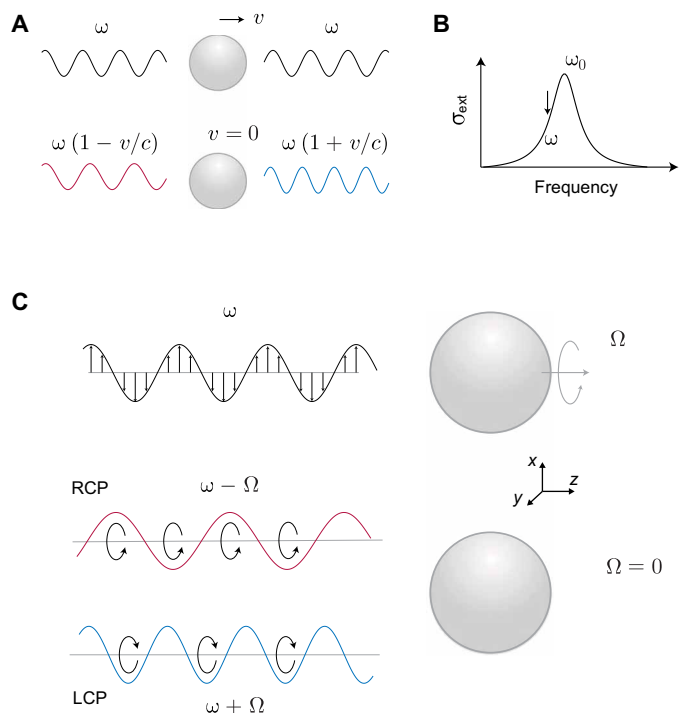 A
ω
v
ω
ω (1 − v/c)
v = 0
ω (1 + v/c)
B
ω₀
σext
ω
Frequency
C
ω
Ω
RCP
ω − Ω
x
y
z
Ω = 0
LCP
ω + Ω